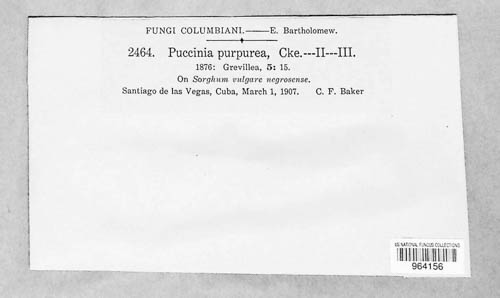 FUNGI COLUMBIANI.——E. Bartholomew.
2464. Puccinia purpurea, Cke.---II---III.
1876: Grevillea, 5: 15.
On Sorghum vulgare negrosense.
Santiago de las Vegas, Cuba, March 1, 1907. C. F. Baker
US NATIONAL FUNGUS COLLECTIONS
964156